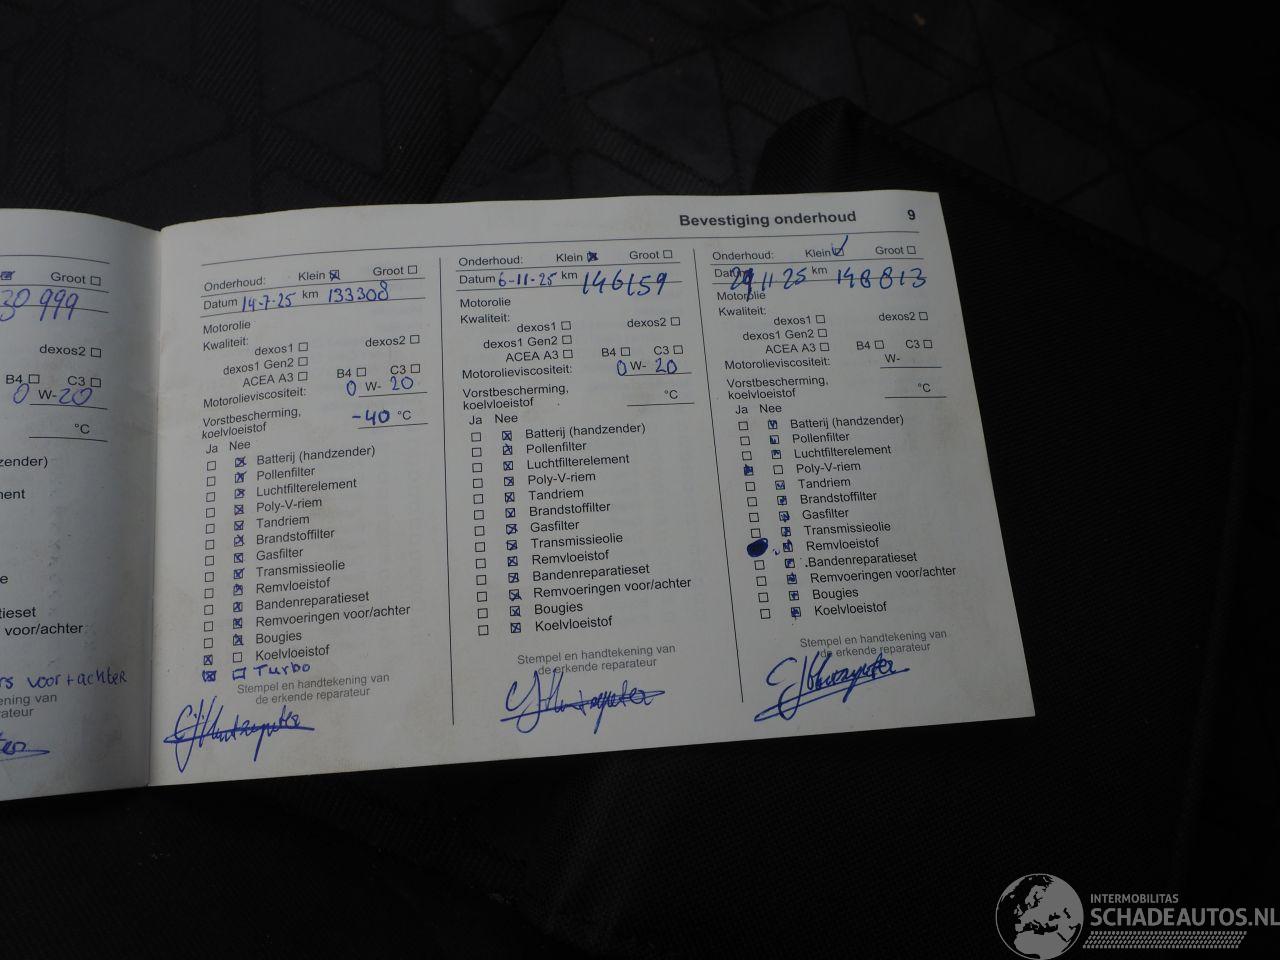 Groot
30 999
dexos2
B4 C3
0 W-20
°C
zender)
ment
e
tieset
voor/achter
rs voor+achter
ening van
rateur
Bevestiging onderhoud 9
Onderhoud: Klein Groot
Datum 14-7-25 km 133308
Motorolie
Kwaliteit:
dexos1 dexos2
dexos1 Gen2
ACEA A3 B4 C3
Motorolieviscositeit: 0 W- 20
Vorstbescherming,
koelvloeistof -40 °C
Ja Nee
Batterij (handzender)
Pollenfilter
Luchtfilterelement
Poly-V-riem
Tandriem
Brandstoffilter
Gasfilter
Transmissieolie
Remvloeistof
Bandenreparatieset
Remvoeringen voor/achter
Bougies
Koelvloeistof
Turbo
Stempel en handtekening van
de erkende reparateur
Onderhoud: Klein Groot
Datum 6-11-25 km 146159
Motorolie
Kwaliteit:
dexos1 dexos2
dexos1 Gen2
ACEA A3 B4 C3
Motorolieviscositeit: 0 W- 20
Vorstbescherming,
koelvloeistof °C
Ja Nee
Batterij (handzender)
Pollenfilter
Luchtfilterelement
Poly-V-riem
Tandriem
Brandstoffilter
Gasfilter
Transmissieolie
Remvloeistof
Bandenreparatieset
Remvoeringen voor/achter
Bougies
Koelvloeistof
Stempel en handtekening van
de erkende reparateur
Onderhoud: Klein Groot
Datum 11 25 km 148813
Motorolie
Kwaliteit:
dexos1 dexos2
dexos1 Gen2
ACEA A3 B4 C3
Motorolieviscositeit: W-
Vorstbescherming,
koelvloeistof °C
Ja Nee
Batterij (handzender)
Pollenfilter
Luchtfilterelement
Poly-V-riem
Tandriem
Brandstoffilter
Gasfilter
Transmissieolie
Remvloeistof
Bandenreparatieset
Remvoeringen voor/achter
Bougies
Koelvloeistof
Stempel en handtekening van
de erkende reparateur
INTERMOBILITAS
SCHADEAUTOS.NL